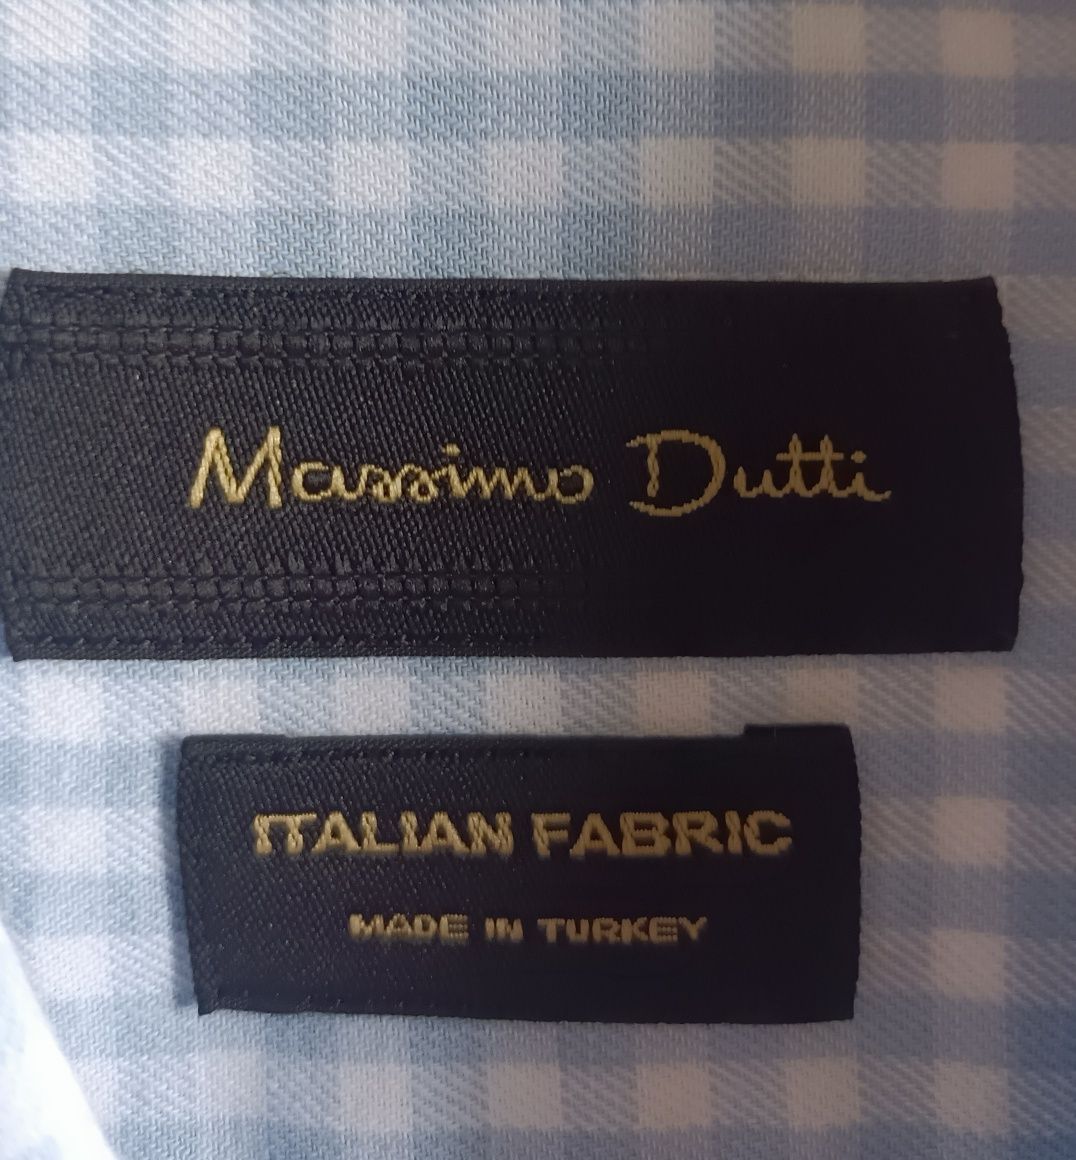 Massimo Dutti
ITALIAN FABRIC
MADE IN TURKEY